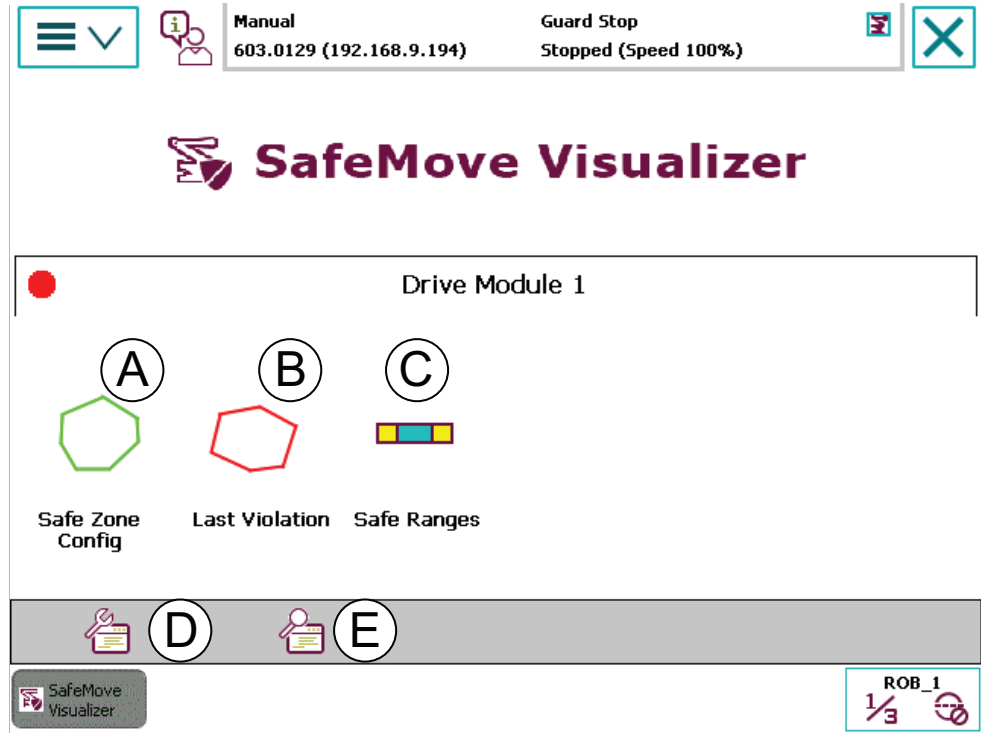 Manual
603.0129 (192.168.9.194)
Guard Stop
Stopped (Speed 100%)
SafeMove Visualizer
Drive Module 1
A
B
C
Safe Zone
Config
Last Violation
Safe Ranges
D
E
SafeMove
Visualizer
ROB_1
1/3